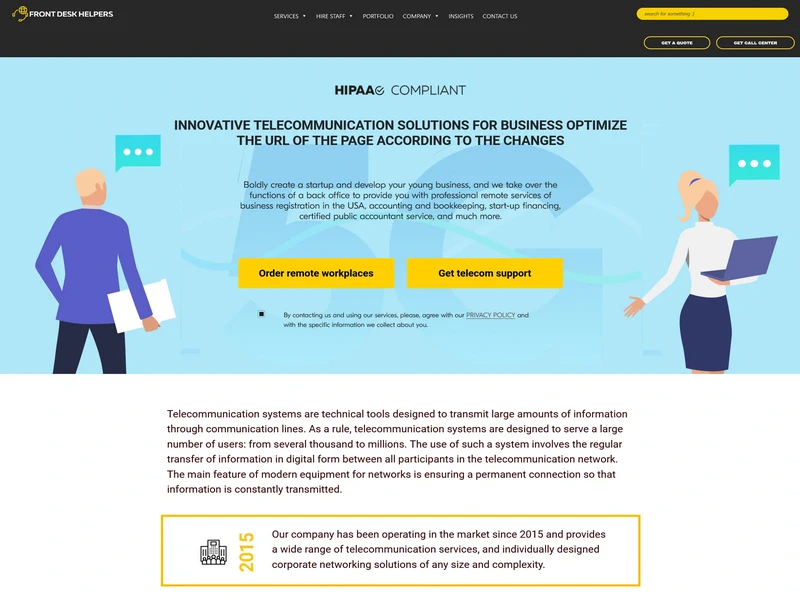 FRONT DESK HELPERS
SERVICES
HIRE STAFF
PORTFOLIO
COMPANY
INSIGHTS
CONTACT US
search for something :)
GET A QUOTE
GET CALL CENTER
HIPAA COMPLIANT
INNOVATIVE TELECOMMUNICATION SOLUTIONS FOR BUSINESS OPTIMIZE
THE URL OF THE PAGE ACCORDING TO THE CHANGES
Boldly create a startup and develop your young business, and we take over the
functions of a back office to provide you with professional remote services of
business registration in the USA, accounting and bookkeeping, start-up financing,
certified public accountant service, and much more.
Order remote workplaces
Get telecom support
By contacting us and using our services, please, agree with our PRIVACY POLICY and
with the specific information we collect about you.
Telecommunication systems are technical tools designed to transmit large amounts of information
through communication lines. As a rule, telecommunication systems are designed to serve a large
number of users: from several thousand to millions. The use of such a system involves the regular
transfer of information in digital form between all participants in the telecommunication network.
The main feature of modern equipment for networks is ensuring a permanent connection so that
information is constantly transmitted.
2015
Our company has been operating in the market since 2015 and provides
a wide range of telecommunication services, and individually designed
corporate networking solutions of any size and complexity.